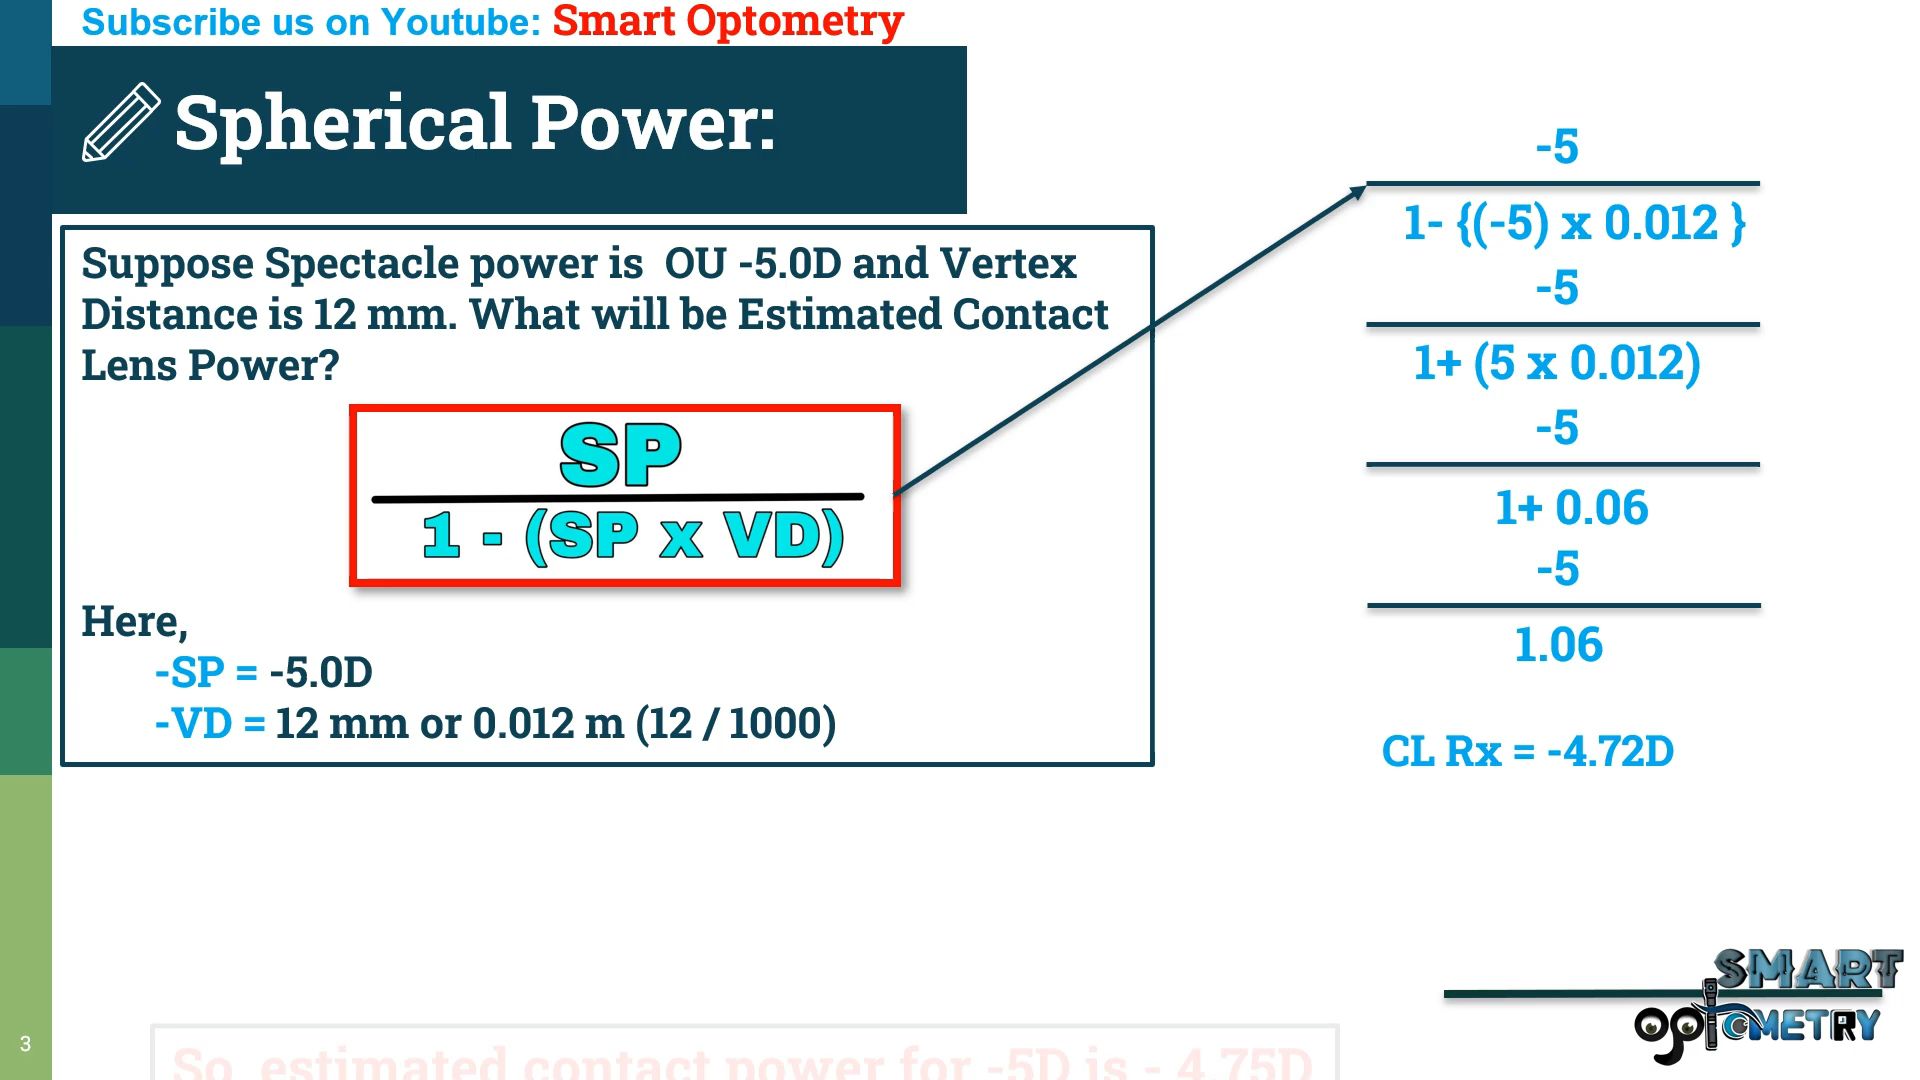 Subscribe us on Youtube: Smart Optometry
Spherical Power:
Suppose Spectacle power is OU -5.0D and Vertex
Distance is 12 mm. What will be Estimated Contact
Lens Power?
SP
1 - (SP x VD)
Here,
-SP = -5.0D
-VD = 12 mm or 0.012 m (12 / 1000)
-5
1- {(-5) x 0.012 }
-5
1+ (5 x 0.012)
-5
1+ 0.06
-5
1.06
CL Rx = -4.72D
SMART
OptOMETRY
3
So, estimated contact power for -5D is - 4.75D